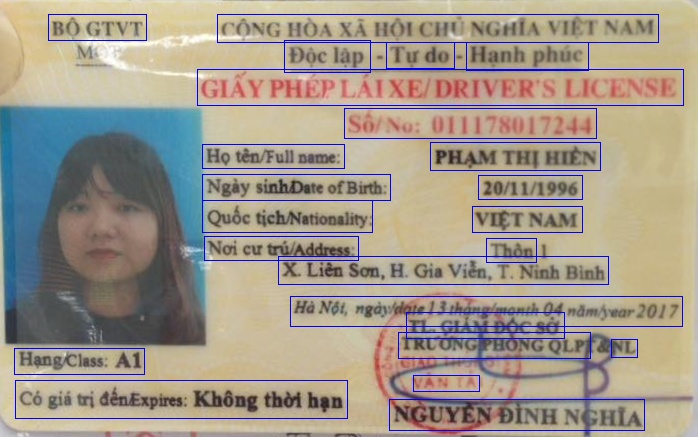 BỘ GTVT
CỘNG HÒA XÃ HỘI CHỦ NGHĨA VIỆT NAM
MOT
Độc lập - Tự do - Hạnh phúc
GIẤY PHÉP LÁI XE/ DRIVER'S LICENSE
Số/No: 011178017244
Họ tên/Full name: PHẠM THỊ HIỀN
Ngày sinh/Date of Birth: 20/11/1996
Quốc tịch/Nationality: VIỆT NAM
Nơi cư trú/Address: Thôn 1
X. Liên Sơn, H. Gia Viễn, T. Ninh Bình
Hà Nội, ngày/date 13 tháng/month 04 năm/year 2017
TL. GIÁM ĐỐC SỞ
TRƯỞNG PHÒNG QLPT & NL
Hạng/Class: A1
GIAO THÔNG
VẬN TẢI
Có giá trị đến/Expires: Không thời hạn
NGUYỄN ĐÌNH NGHĨA